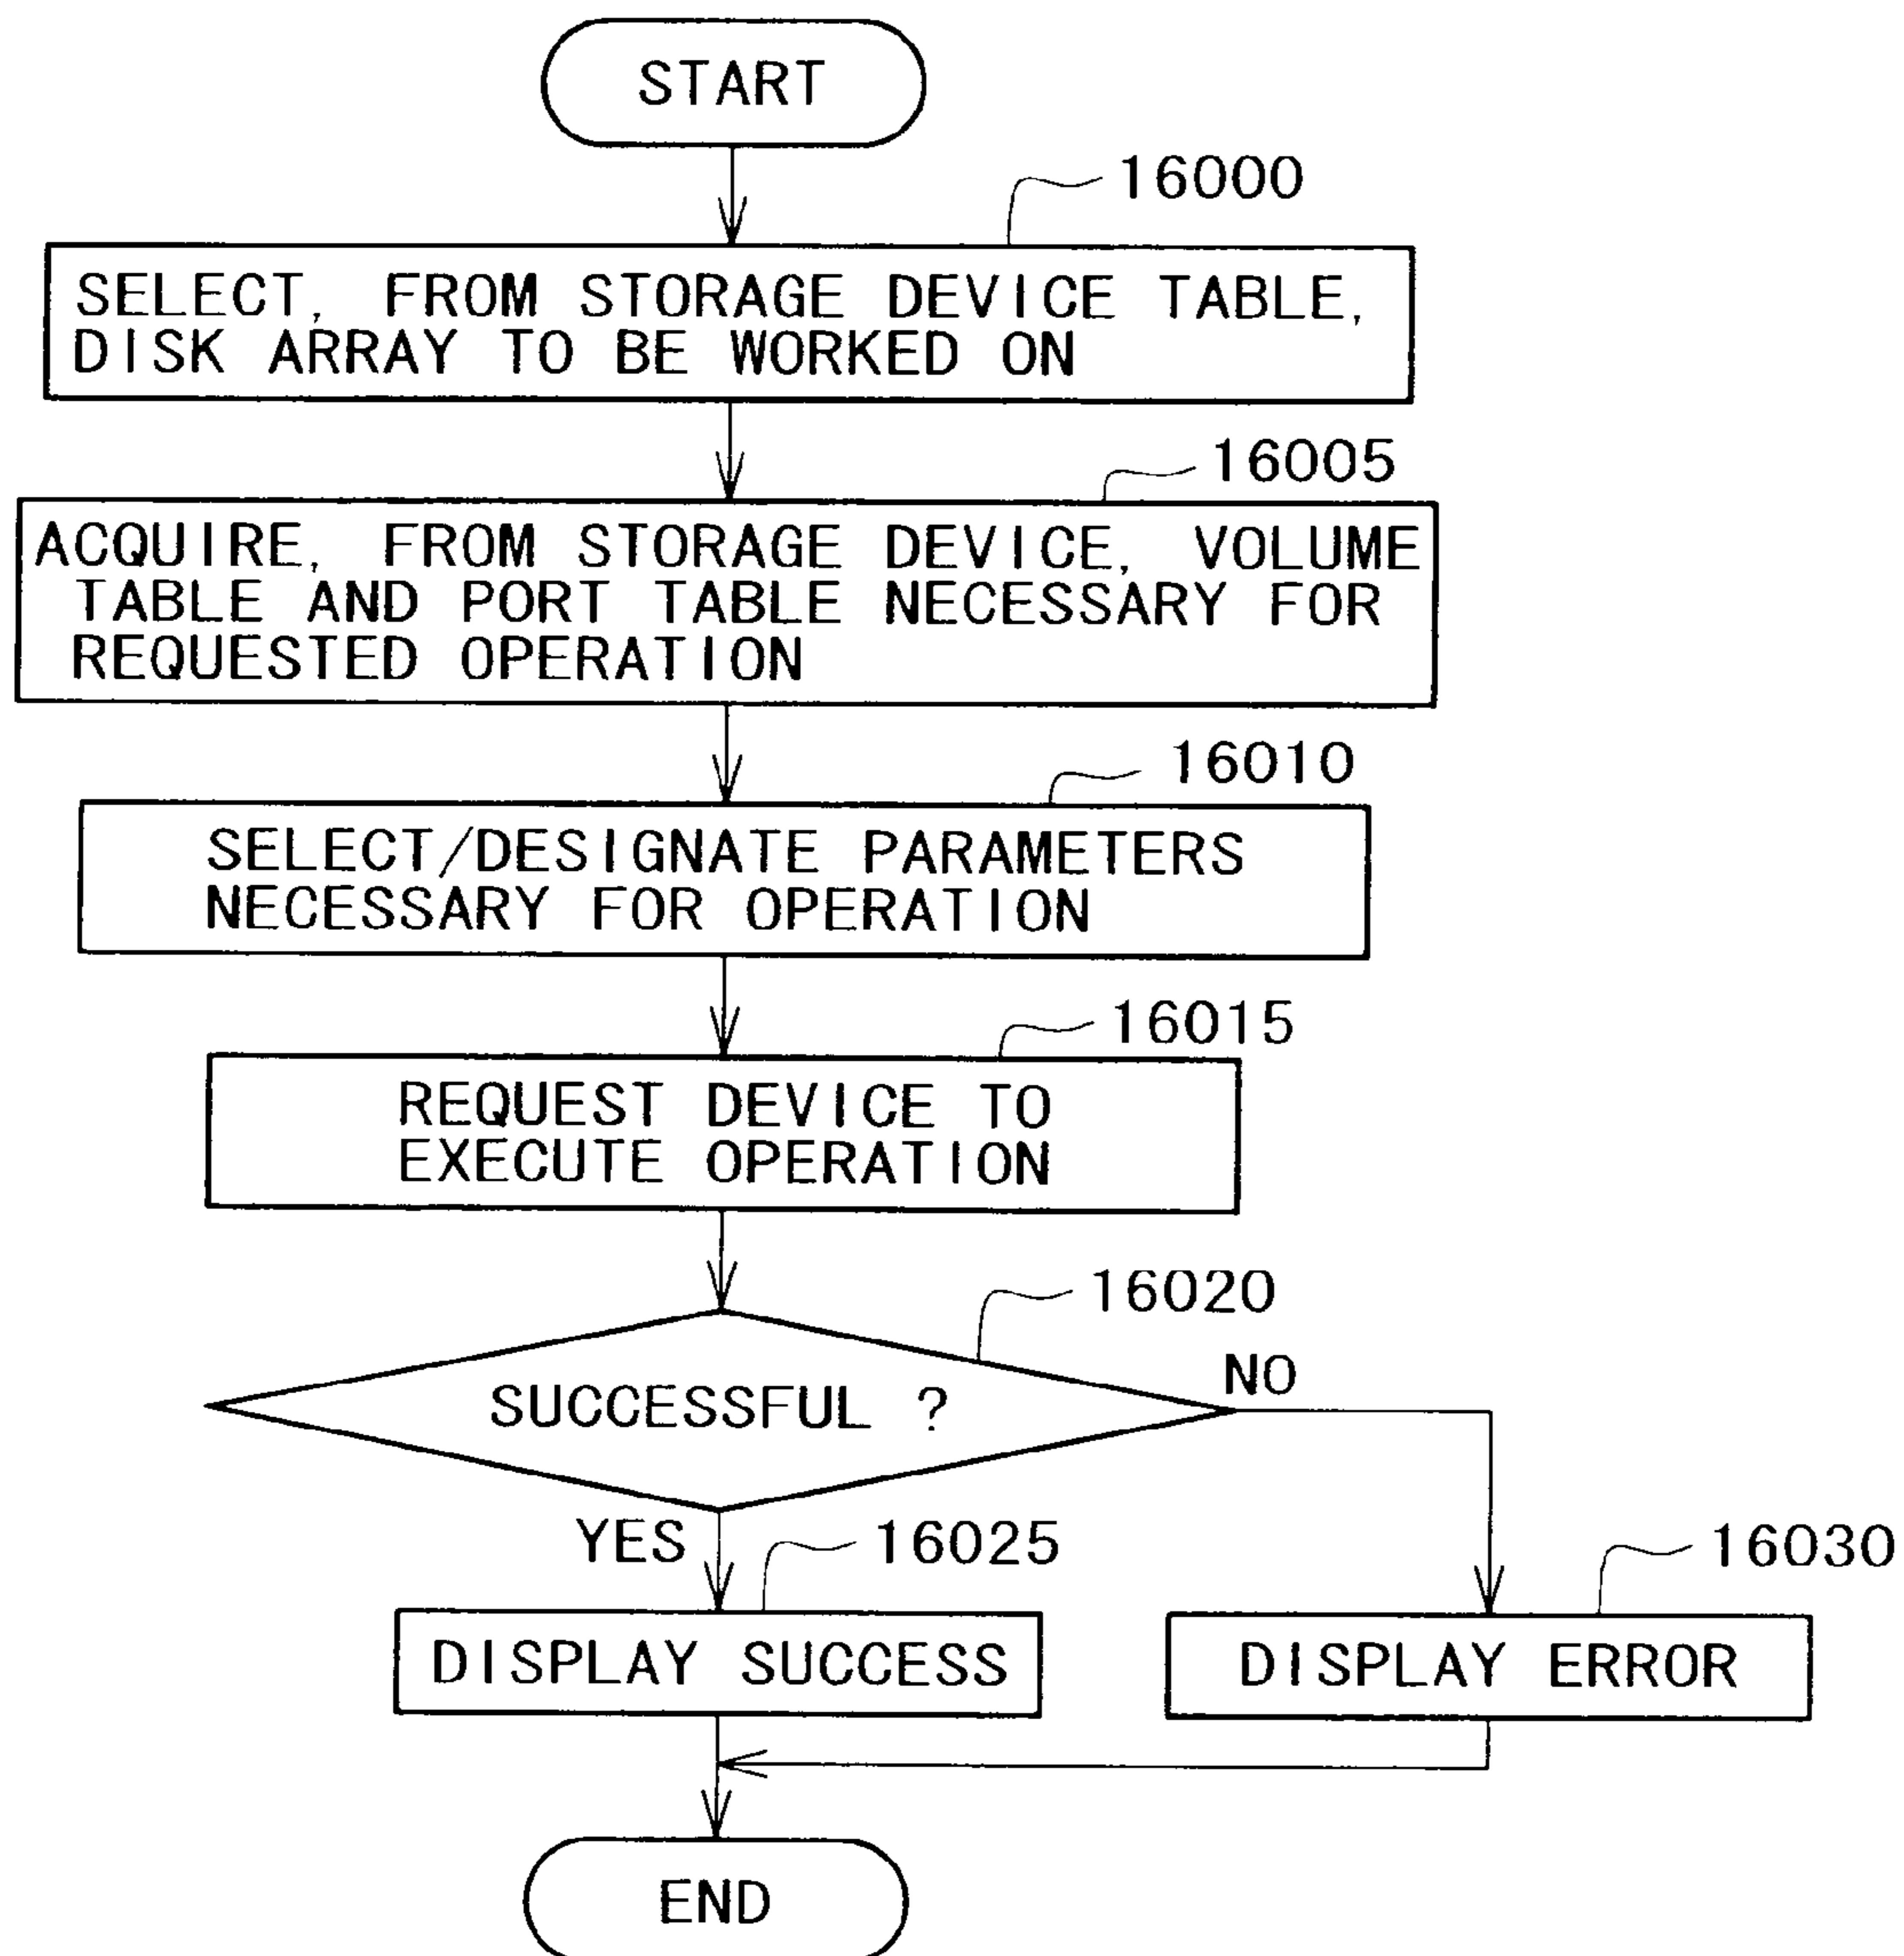 START
16000
SELECT, FROM STORAGE DEVICE TABLE,
DISK ARRAY TO BE WORKED ON
16005
ACQUIRE, FROM STORAGE DEVICE, VOLUME
TABLE AND PORT TABLE NECESSARY FOR
REQUESTED OPERATION
16010
SELECT/DESIGNATE PARAMETERS
NECESSARY FOR OPERATION
16015
REQUEST DEVICE TO
EXECUTE OPERATION
16020
SUCCESSFUL ?
NO
YES
16025
16030
DISPLAY SUCCESS
DISPLAY ERROR
END